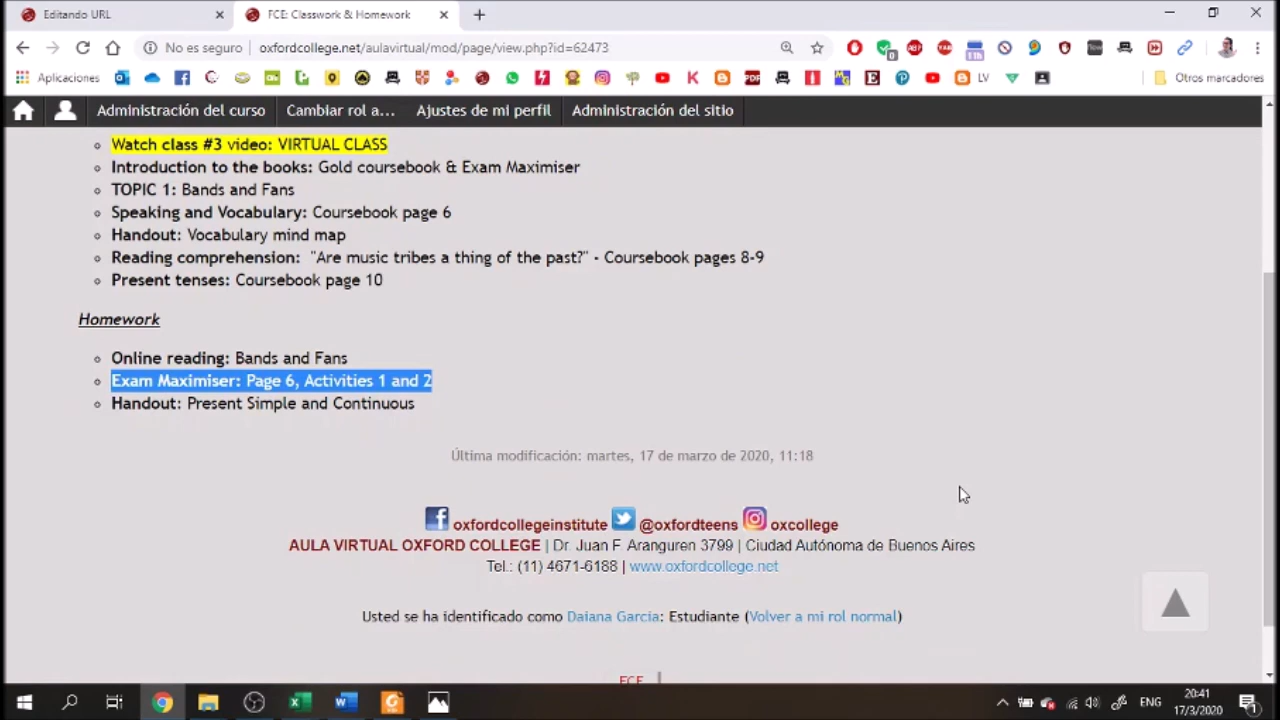 Editando URL
FCE: Classwork & Homework
No es seguro
oxfordcollege.net/aulavirtual/mod/page/view.php?id=62473
Aplicaciones
LV
Otros marcadores
Administración del curso
Cambiar rol a...
Ajustes de mi perfil
Administración del sitio
Watch class #3 video: VIRTUAL CLASS
Introduction to the books: Gold coursebook & Exam Maximiser
TOPIC 1: Bands and Fans
Speaking and Vocabulary: Coursebook page 6
Handout: Vocabulary mind map
Reading comprehension: "Are music tribes a thing of the past?" - Coursebook pages 8-9
Present tenses: Coursebook page 10
Homework
Online reading: Bands and Fans
Exam Maximiser: Page 6, Activities 1 and 2
Handout: Present Simple and Continuous
Última modificación: martes, 17 de marzo de 2020, 11:18
oxfordcollegeinstitute @oxfordteens oxcollege
AULA VIRTUAL OXFORD COLLEGE | Dr. Juan F. Aranguren 3799 | Ciudad Autónoma de Buenos Aires
Tel.: (11) 4671-6188 | www.oxfordcollege.net
Usted se ha identificado como Daiana Garcia: Estudiante (Volver a mi rol normal)
FCE
ENG
20:41
17/3/2020